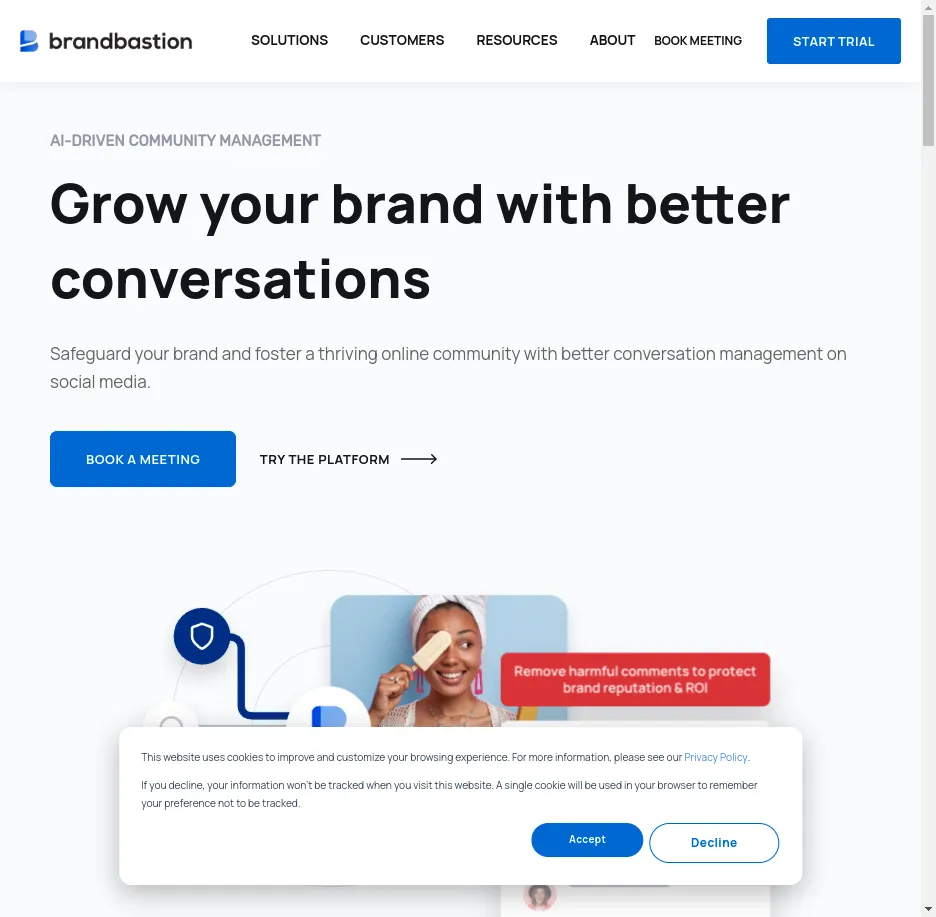 brandbastion
SOLUTIONS CUSTOMERS RESOURCES ABOUT BOOK MEETING START TRIAL
AI-DRIVEN COMMUNITY MANAGEMENT
Grow your brand with better
conversations
Safeguard your brand and foster a thriving online community with better conversation management on
social media.
BOOK A MEETING TRY THE PLATFORM
Remove harmful comments to protect
brand reputation & ROI
This website uses cookies to improve and customize your browsing experience. For more information, please see our Privacy Policy.
If you decline, your information won't be tracked when you visit this website. A single cookie will be used in your browser to remember
your preference not to be tracked.
Accept Decline